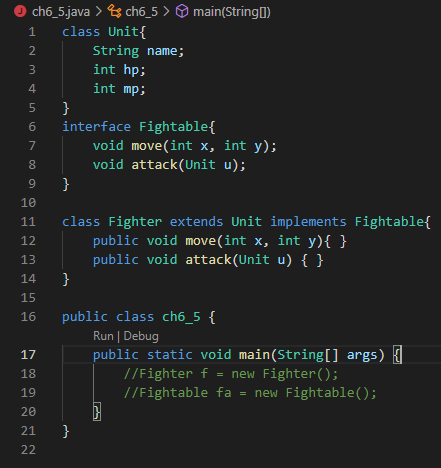 ch6_5.java > ch6_5 > main(String[])
1 class Unit{
2     String name;
3     int hp;
4     int mp;
5 }
6 interface Fightable{
7     void move(int x, int y);
8     void attack(Unit u);
9 }
10
11 class Fighter extends Unit implements Fightable{
12     public void move(int x, int y){ }
13     public void attack(Unit u) { }
14 }
15
16 public class ch6_5 {
Run | Debug
17     public static void main(String[] args) {
18         //Fighter f = new Fighter();
19         //Fightable fa = new Fightable();
20     }
21 }
22